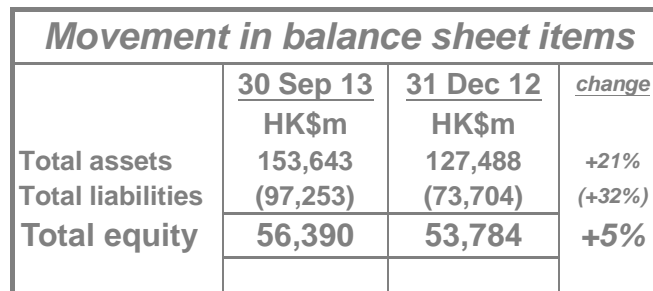 Movement in balance sheet items
30 Sep 13 31 Dec 12 change
HK$m HK$m
Total assets 153,643 127,488 +21%
Total liabilities (97,253) (73,704) (+32%)
Total equity 56,390 53,784 +5%